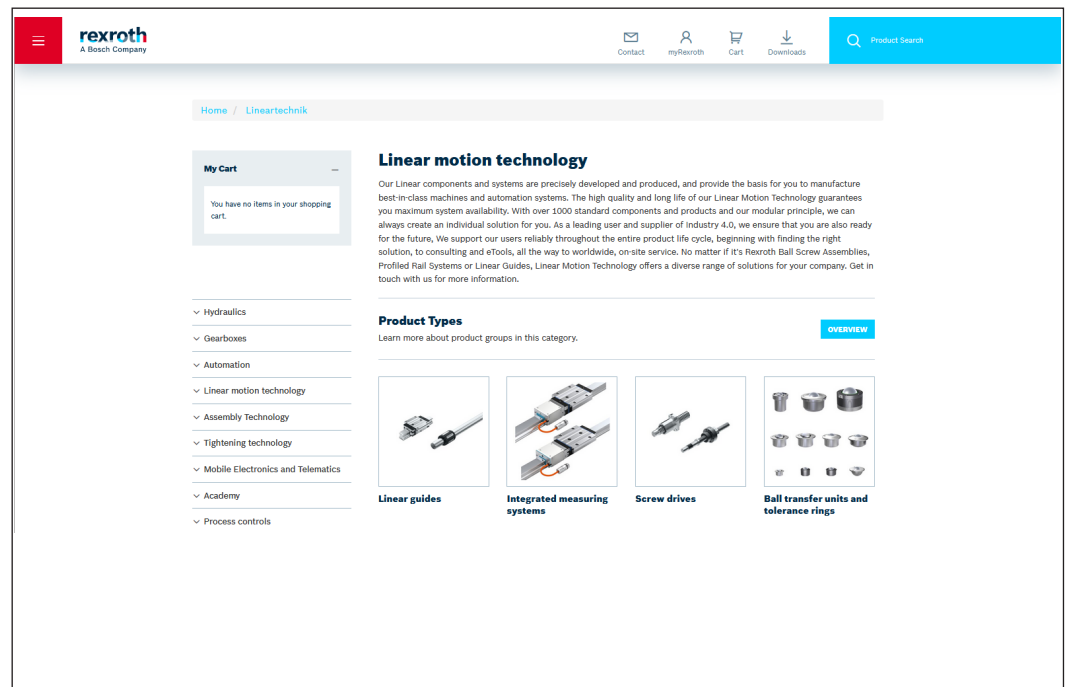 rexroth
A Bosch Company
Contact
myRexroth
Cart
Downloads
Product Search
Home / Lineartechnik
My Cart
You have no items in your shopping
cart.
Hydraulics
Gearboxes
Automation
Linear motion technology
Assembly Technology
Tightening technology
Mobile Electronics and Telematics
Academy
Process controls
Linear motion technology
Our Linear components and systems are precisely developed and produced, and provide the basis for you to manufacture
best-in-class machines and automation systems. The high quality and long life of our Linear Motion Technology guarantees
you maximum system availability. With over 1000 standard components and products and our modular principle, we can
always create an individual solution for you. As a leading user and supplier of Industry 4.0, we ensure that you are also ready
for the future, We support our users reliably throughout the entire product life cycle, beginning with finding the right
solution, to consulting and eTools, all the way to worldwide, on-site service. No matter if it's Rexroth Ball Screw Assemblies,
Profiled Rail Systems or Linear Guides, Linear Motion Technology offers a diverse range of solutions for your company. Get in
touch with us for more information.
Product Types
Learn more about product groups in this category.
OVERVIEW
Linear guides
Integrated measuring
systems
Screw drives
Ball transfer units and
tolerance rings